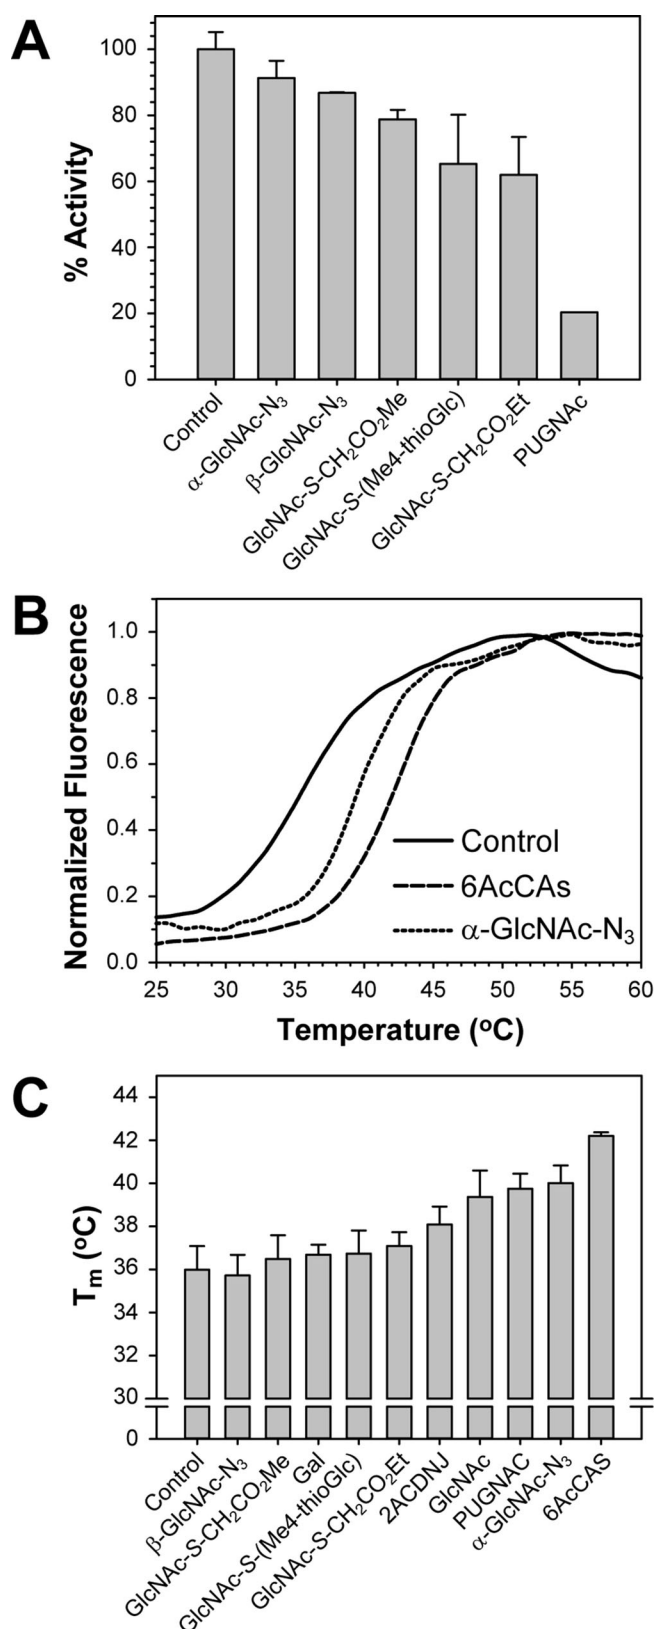 A
100
80
60
40
20
0
% Activity
Control
α-GlcNAc-N3
β-GlcNAc-N3
GlcNAc-S-CH2CO2Me
GlcNAc-S-(Me4-thioGlc)
GlcNAc-S-CH2CO2Et
PUGNAc
B
1.0
0.8
0.6
0.4
0.2
0.0
Normalized Fluorescence
Control
6AcCAs
α-GlcNAc-N3
25 30 35 40 45 50 55 60
Temperature (oC)
C
44
42
40
38
36
34
32
30
0
Tm (oC)
Control
β-GlcNAc-N3
GlcNAc-S-CH2CO2Me
Gal
GlcNAc-S-(Me4-thioGlc)
GlcNAc-S-CH2CO2Et
2ACDNJ
GlcNAc
PUGNAC
α-GlcNAc-N3
6AcCAS